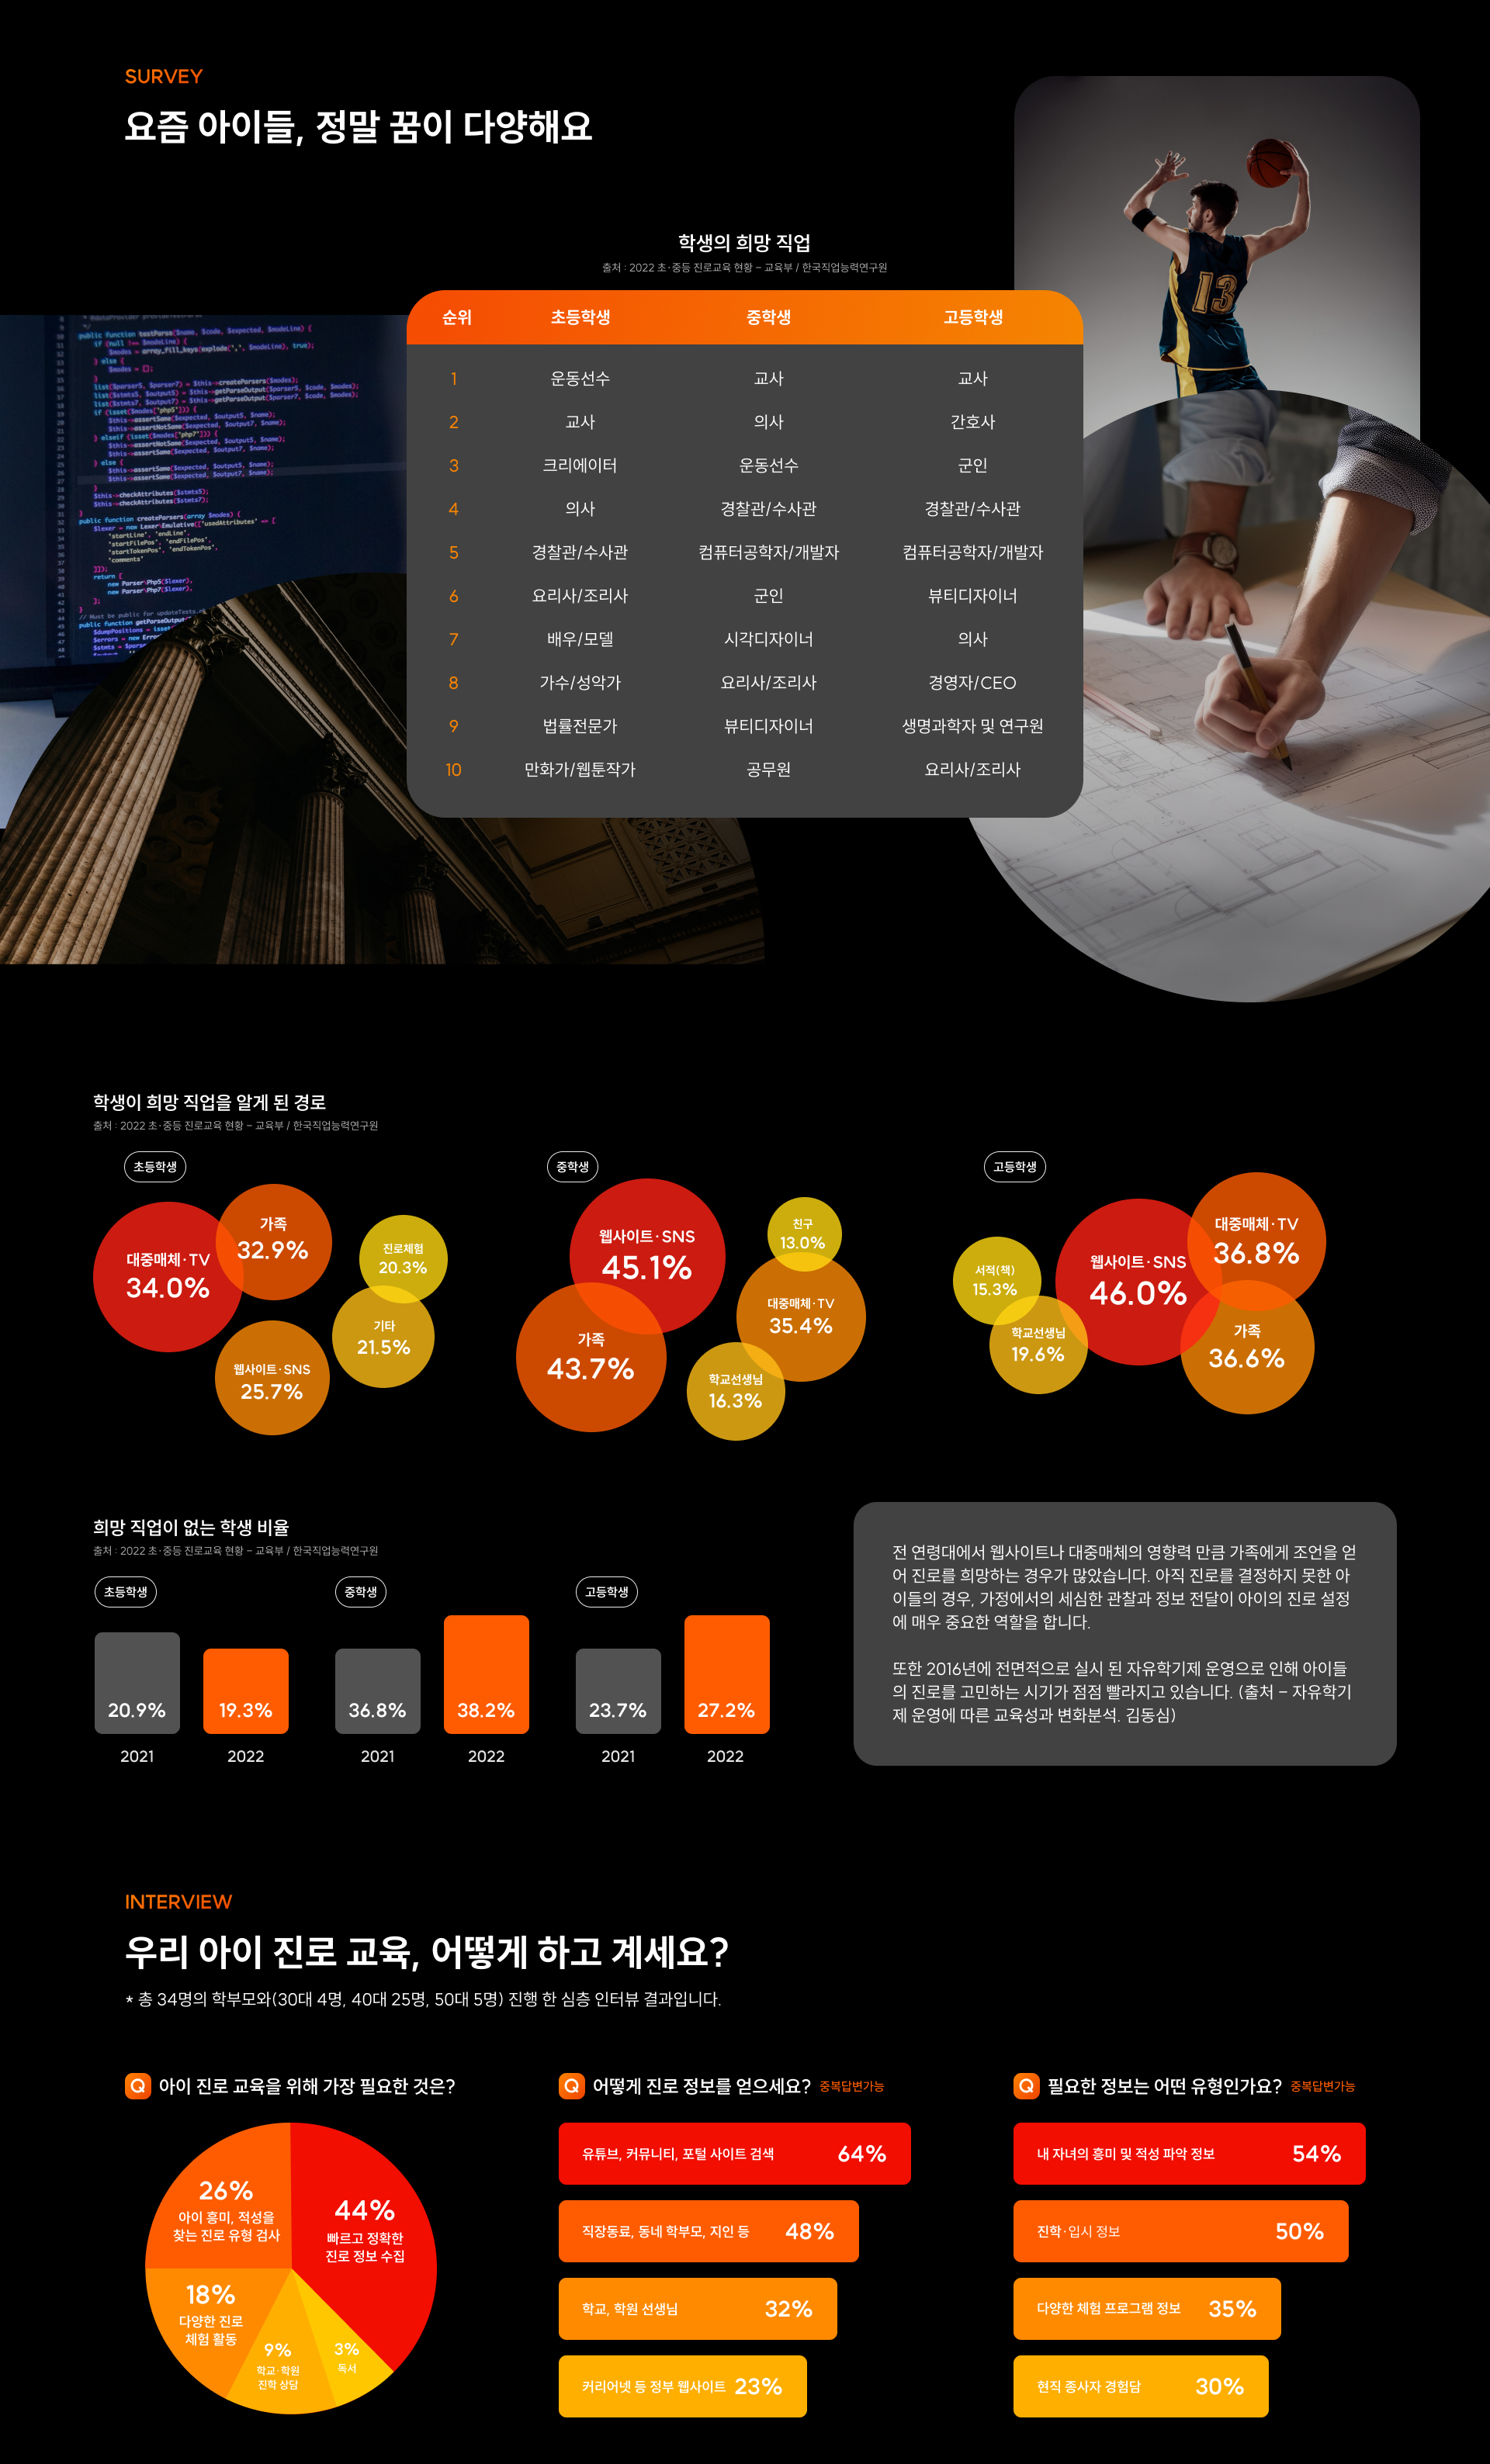 SURVEY
요즘 아이들, 정말 꿈이 다양해요
학생의 희망 직업
출처 : 2022 초·중등 진로교육 현황 – 교육부 / 한국직업능력연구원
순위 초등학생 중학생 고등학생
1 운동선수 교사 교사
2 교사 의사 간호사
3 크리에이터 운동선수 군인
4 의사 경찰관/수사관 경찰관/수사관
5 경찰관/수사관 컴퓨터공학자/개발자 컴퓨터공학자/개발자
6 요리사/조리사 군인 뷰티디자이너
7 배우/모델 시각디자이너 의사
8 가수/성악가 요리사/조리사 경영자/CEO
9 법률전문가 뷰티디자이너 생명과학자 및 연구원
10 만화가/웹툰작가 공무원 요리사/조리사
13
학생이 희망 직업을 알게 된 경로
출처 : 2022 초·중등 진로교육 현황 – 교육부 / 한국직업능력연구원
초등학생
대중매체·TV
34.0%
가족
32.9%
진로체험
20.3%
기타
21.5%
웹사이트·SNS
25.7%
중학생
웹사이트·SNS
45.1%
친구
13.0%
가족
43.7%
대중매체·TV
35.4%
학교선생님
16.3%
고등학생
서적(책)
15.3%
웹사이트·SNS
46.0%
대중매체·TV
36.8%
학교선생님
19.6%
가족
36.6%
희망 직업이 없는 학생 비율
출처 : 2022 초·중등 진로교육 현황 – 교육부 / 한국직업능력연구원
초등학생
20.9%
19.3%
2021
2022
중학생
36.8%
38.2%
2021
2022
고등학생
23.7%
27.2%
2021
2022
전 연령대에서 웹사이트나 대중매체의 영향력 만큼 가족에게 조언을 얻
어 진로를 희망하는 경우가 많았습니다. 아직 진로를 결정하지 못한 아
이들의 경우, 가정에서의 세심한 관찰과 정보 전달이 아이의 진로 설정
에 매우 중요한 역할을 합니다.
또한 2016년에 전면적으로 실시 된 자유학기제 운영으로 인해 아이들
의 진로를 고민하는 시기가 점점 빨라지고 있습니다. (출처 – 자유학기
제 운영에 따른 교육성과 변화분석. 김동심)
INTERVIEW
우리 아이 진로 교육, 어떻게 하고 계세요?
* 총 34명의 학부모와(30대 4명, 40대 25명, 50대 5명) 진행 한 심층 인터뷰 결과입니다.
Q 아이 진로 교육을 위해 가장 필요한 것은?
26%
아이 흥미, 적성을
찾는 진로 유형 검사
44%
빠르고 정확한
진로 정보 수집
18%
다양한 진로
체험 활동
9%
학교·학원
진학 상담
3%
독서
Q 어떻게 진로 정보를 얻으세요? 중복답변가능
유튜브, 커뮤니티, 포털 사이트 검색 64%
직장동료, 동네 학부모, 지인 등 48%
학교, 학원 선생님 32%
커리어넷 등 정부 웹사이트 23%
Q 필요한 정보는 어떤 유형인가요? 중복답변가능
내 자녀의 흥미 및 적성 파악 정보 54%
진학·입시 정보 50%
다양한 체험 프로그램 정보 35%
현직 종사자 경험담 30%